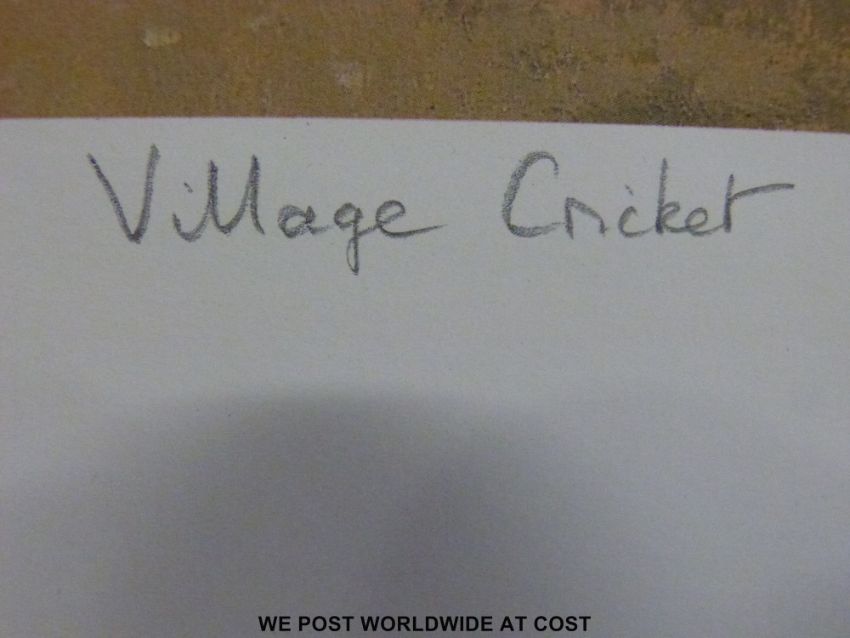 Village Cricket
WE POST WORLDWIDE AT COST